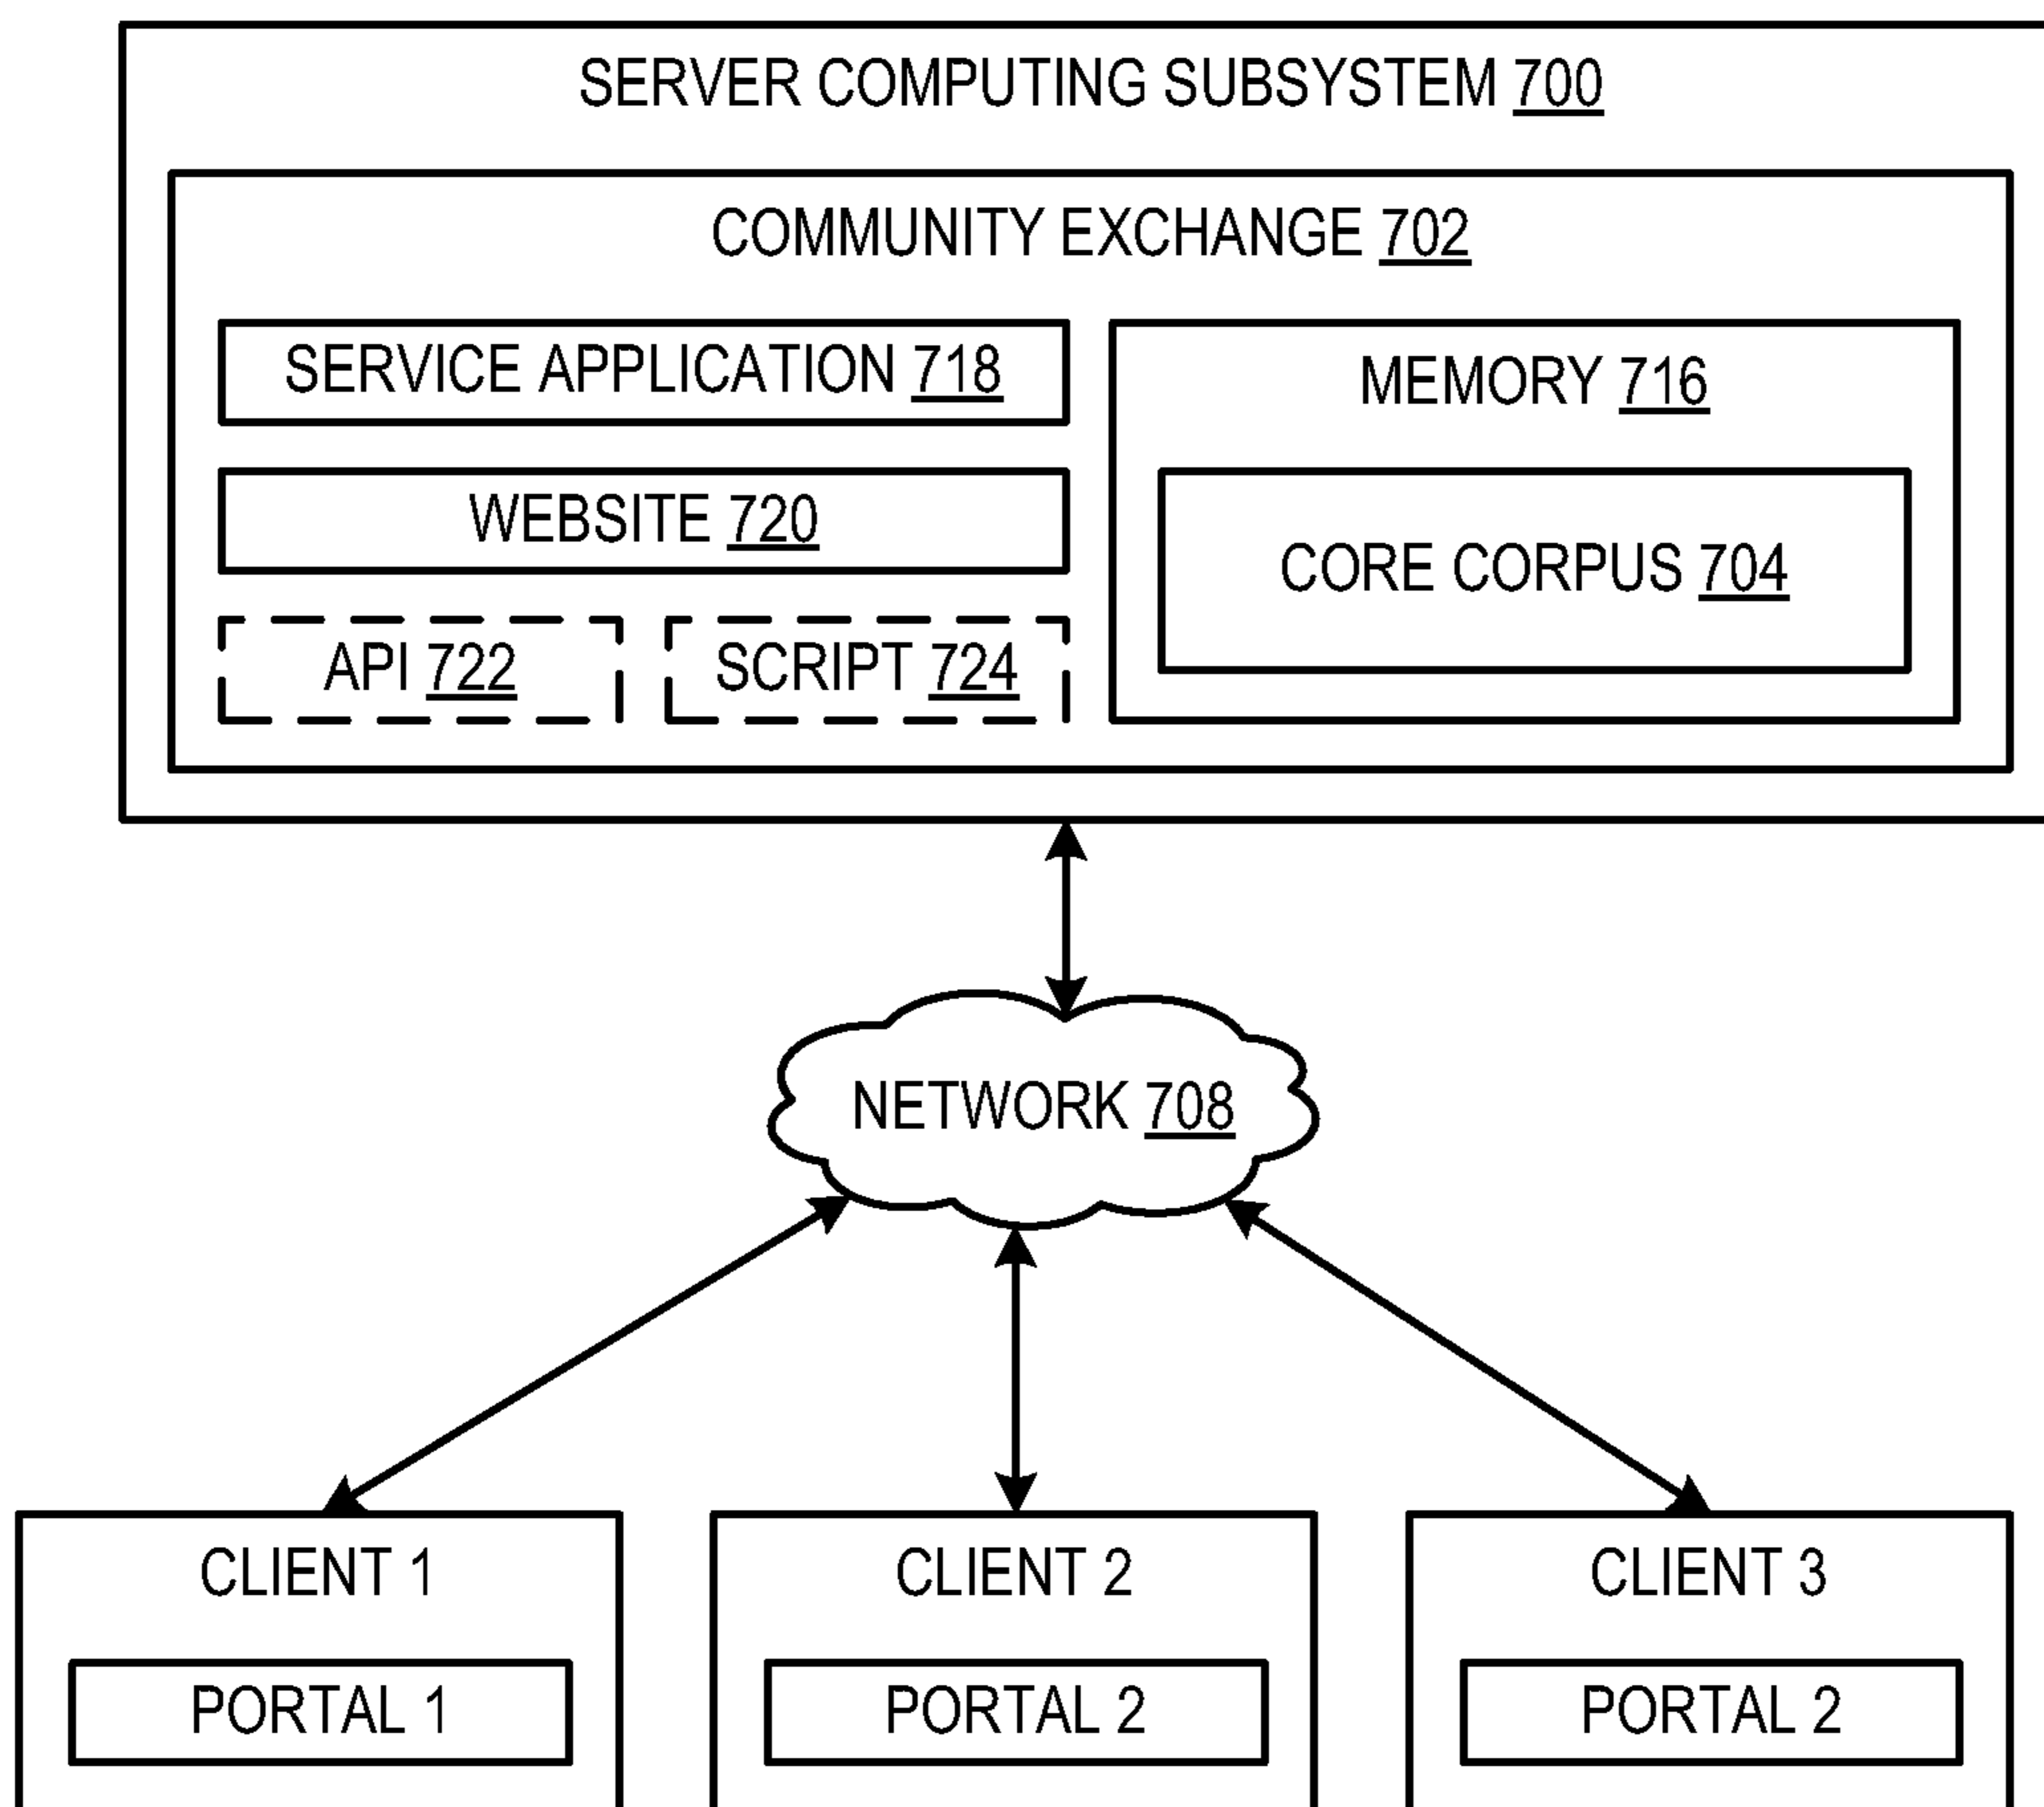 SERVER COMPUTING SUBSYSTEM 700
COMMUNITY EXCHANGE 702
SERVICE APPLICATION 718
MEMORY 716
WEBSITE 720
CORE CORPUS 704
API 722
SCRIPT 724
NETWORK 708
CLIENT 1
CLIENT 2
CLIENT 3
PORTAL 1
PORTAL 2
PORTAL 2